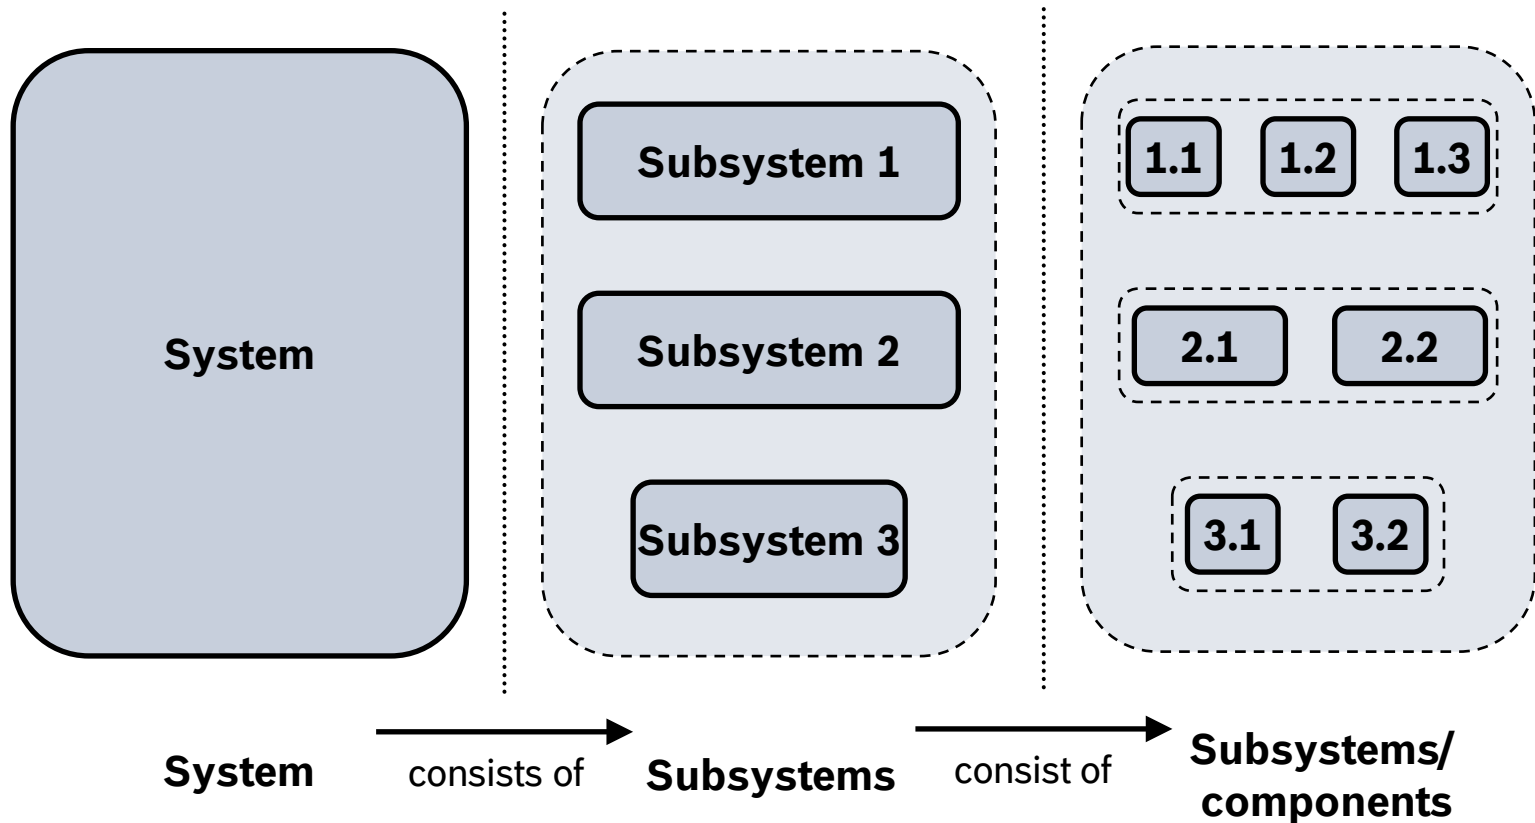 System
Subsystem 1
Subsystem 2
Subsystem 3
1.1 1.2 1.3
2.1 2.2
3.1 3.2
System
consists of
Subsystems
consist of
Subsystems/
components